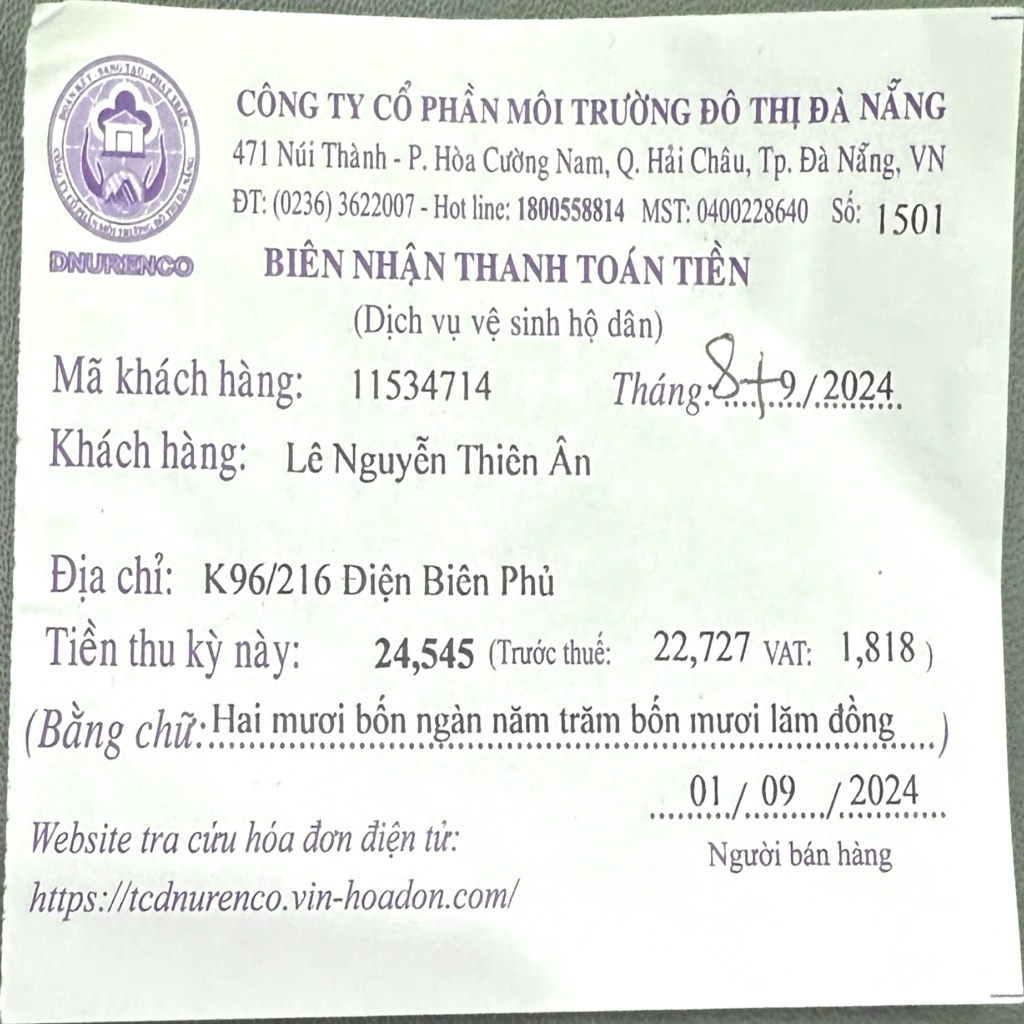 ĐOÀN KẾT - SÁNG TẠO - PHÁT TRIỂN
CÔNG TY CỔ PHẦN MÔI TRƯỜNG ĐÔ THỊ ĐÀ NẴNG
DNURENCO
CÔNG TY CỔ PHẦN MÔI TRƯỜNG ĐÔ THỊ ĐÀ NẴNG
471 Núi Thành - P. Hòa Cường Nam, Q. Hải Châu, Tp. Đà Nẵng, VN
ĐT: (0236) 3622007 - Hot line: 1800558814 MST: 0400228640 Số: 1501
BIÊN NHẬN THANH TOÁN TIỀN
(Dịch vụ vệ sinh hộ dân)
Mã khách hàng: 11534714 Tháng: 8+9/2024
Khách hàng: Lê Nguyễn Thiên Ân
Địa chỉ: K96/216 Điện Biên Phủ
Tiền thu kỳ này: 24,545 (Trước thuế: 22,727 VAT: 1,818 )
(Bằng chữ: Hai mươi bốn ngàn năm trăm bốn mươi lăm đồng )
01 / 09 / 2024
Người bán hàng
Website tra cứu hóa đơn điện tử:
https://tcdnurenco.vin-hoadon.com/